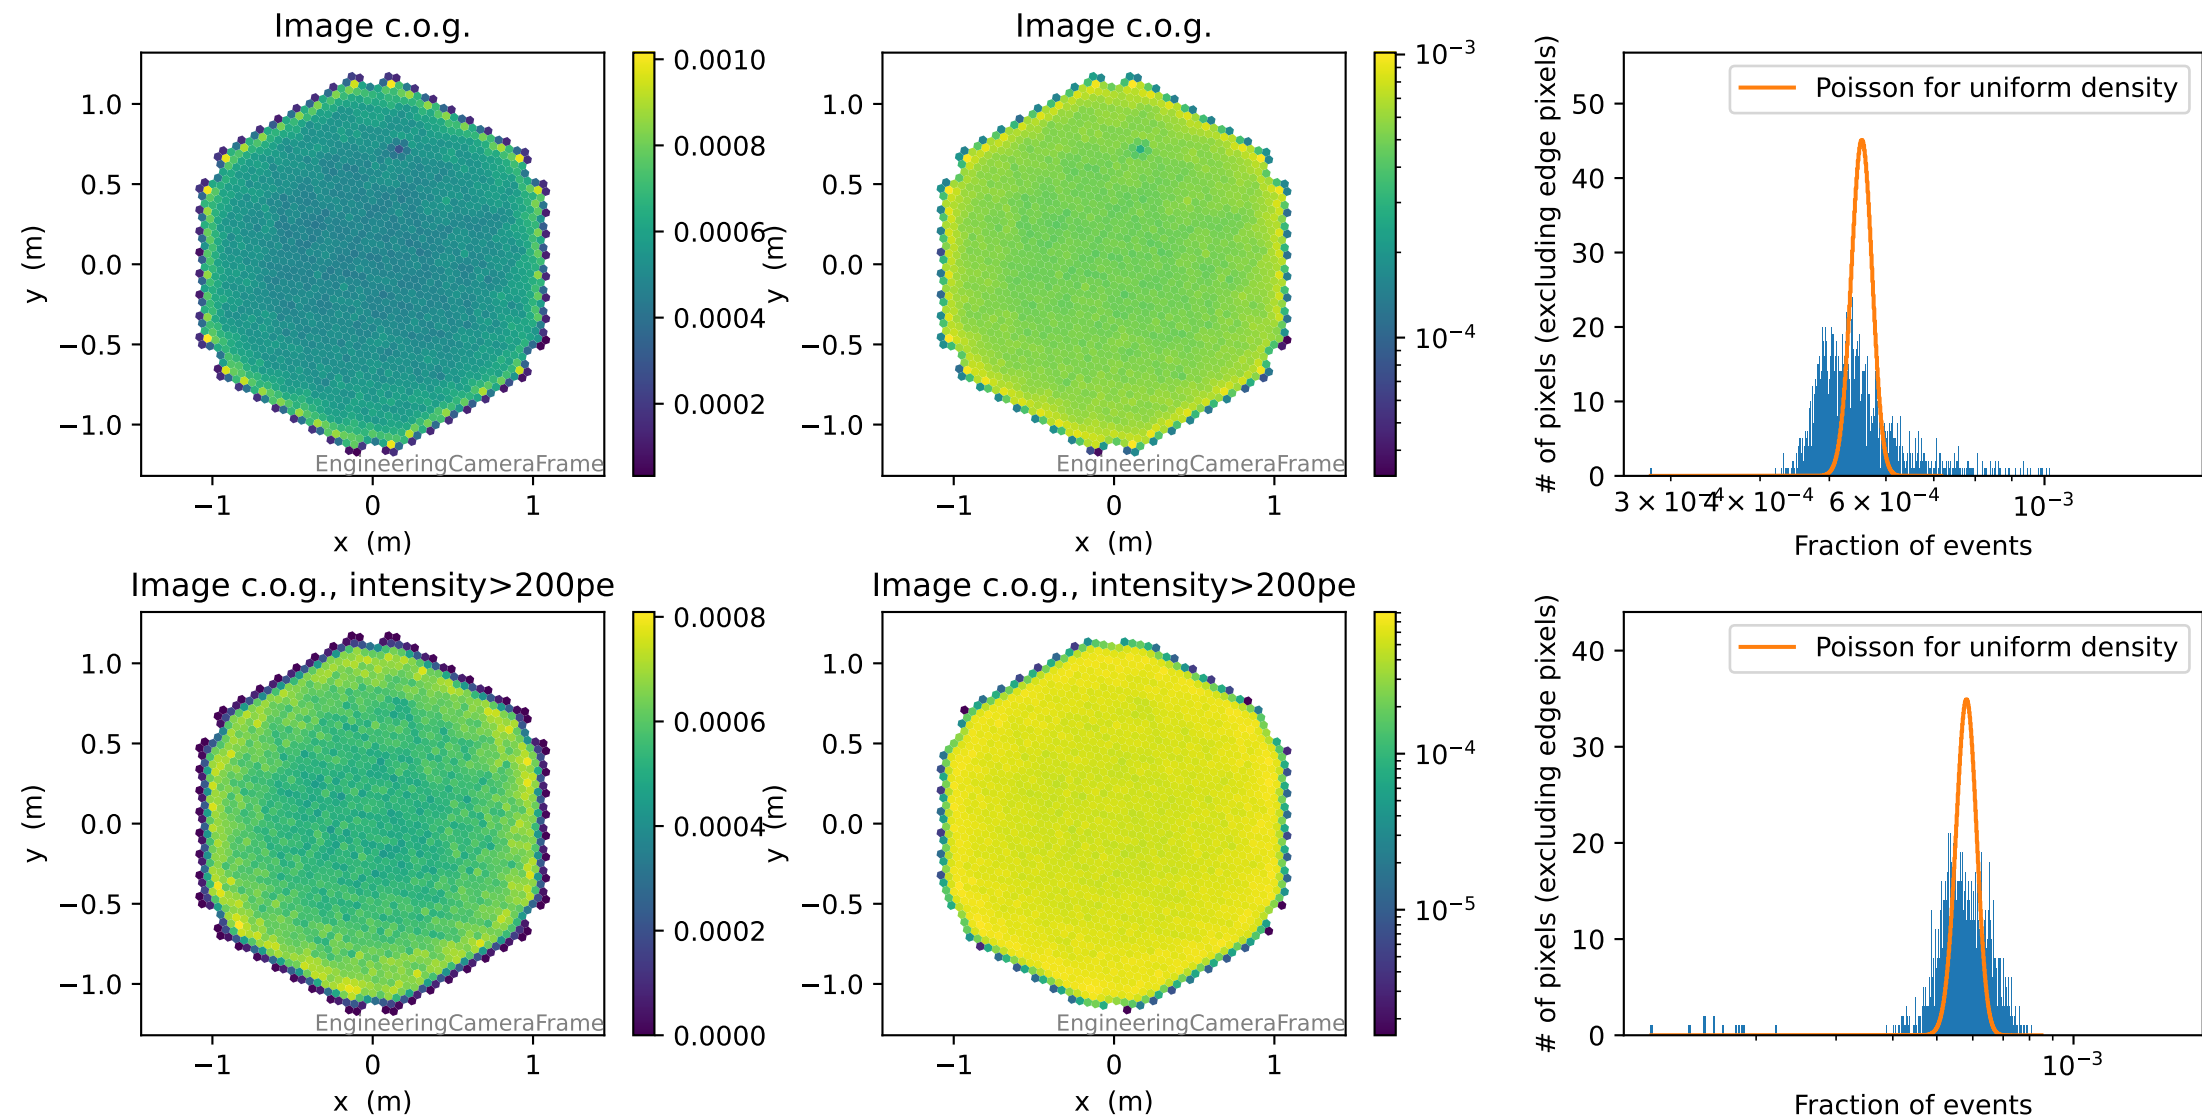 Image c.o.g.
1.0
0.5
0.0
−0.5
−1.0
y (m)
−1
0
1
x (m)
EngineeringCameraFrame
0.0010
0.0008
0.0006
0.0004
0.0002
Image c.o.g.
1.0
0.5
0.0
−0.5
−1.0
y (m)
−1
0
1
x (m)
EngineeringCameraFrame
10⁻³
10⁻⁴
# of pixels (excluding edge pixels)
50
40
30
20
10
0
Poisson for uniform density
3 × 10⁻⁴
4 × 10⁻⁴
6 × 10⁻⁴
10⁻³
Fraction of events
Image c.o.g., intensity>200pe
1.0
0.5
0.0
−0.5
−1.0
y (m)
−1
0
1
x (m)
EngineeringCameraFrame
0.0008
0.0006
0.0004
0.0002
0.0000
Image c.o.g., intensity>200pe
1.0
0.5
0.0
−0.5
−1.0
y (m)
−1
0
1
x (m)
EngineeringCameraFrame
10⁻⁴
10⁻⁵
# of pixels (excluding edge pixels)
40
30
20
10
0
Poisson for uniform density
10⁻³
Fraction of events